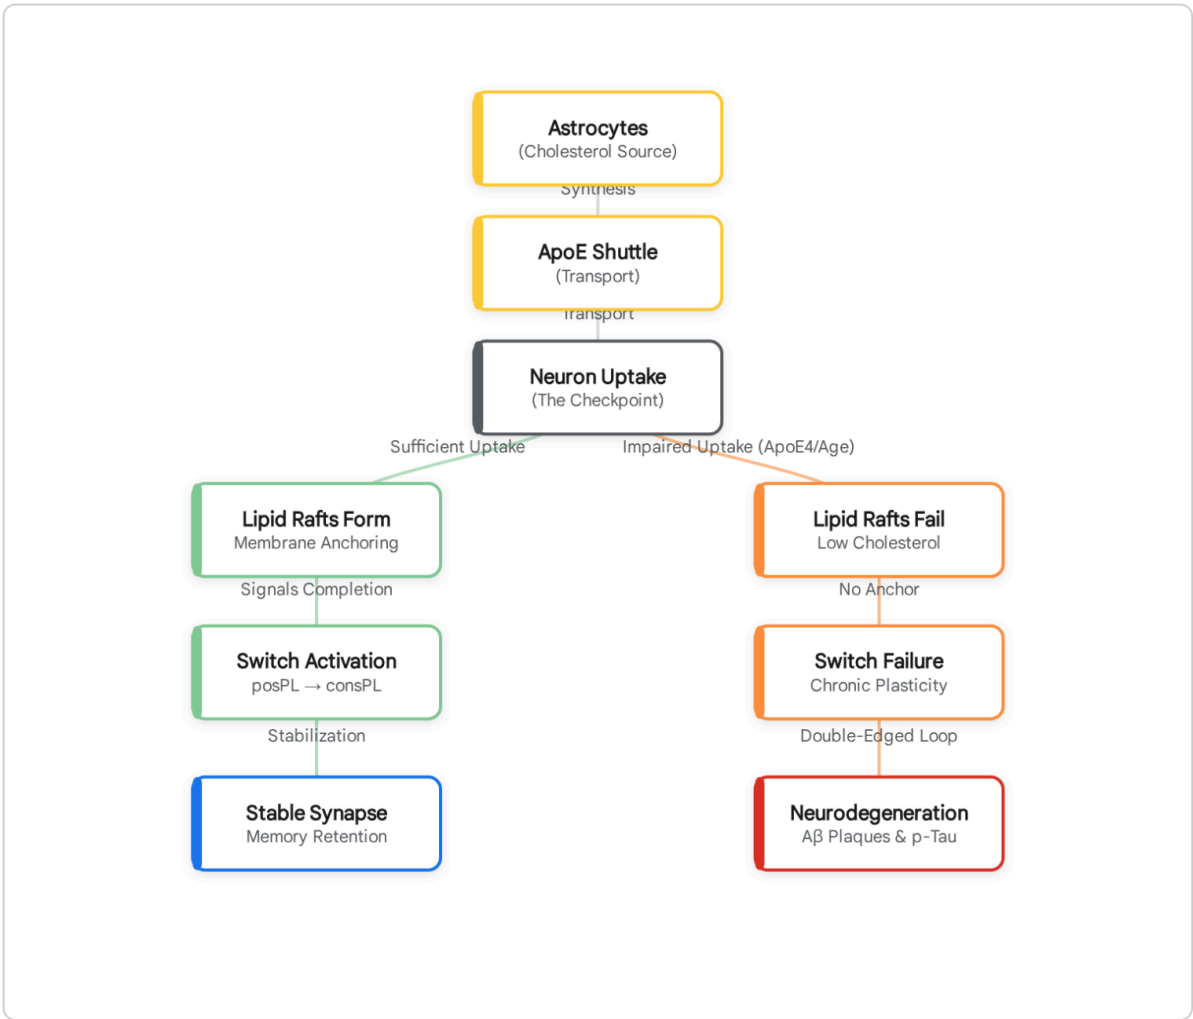 Astrocytes
(Cholesterol Source)
Synthesis
ApoE Shuttle
(Transport)
Transport
Neuron Uptake
(The Checkpoint)
Sufficient Uptake
Impaired Uptake (ApoE4/Age)
Lipid Rafts Form
Membrane Anchoring
Lipid Rafts Fail
Low Cholesterol
Signals Completion
No Anchor
Switch Activation
posPL → consPL
Switch Failure
Chronic Plasticity
Stabilization
Double-Edged Loop
Stable Synapse
Memory Retention
Neurodegeneration
Aβ Plaques & p-Tau